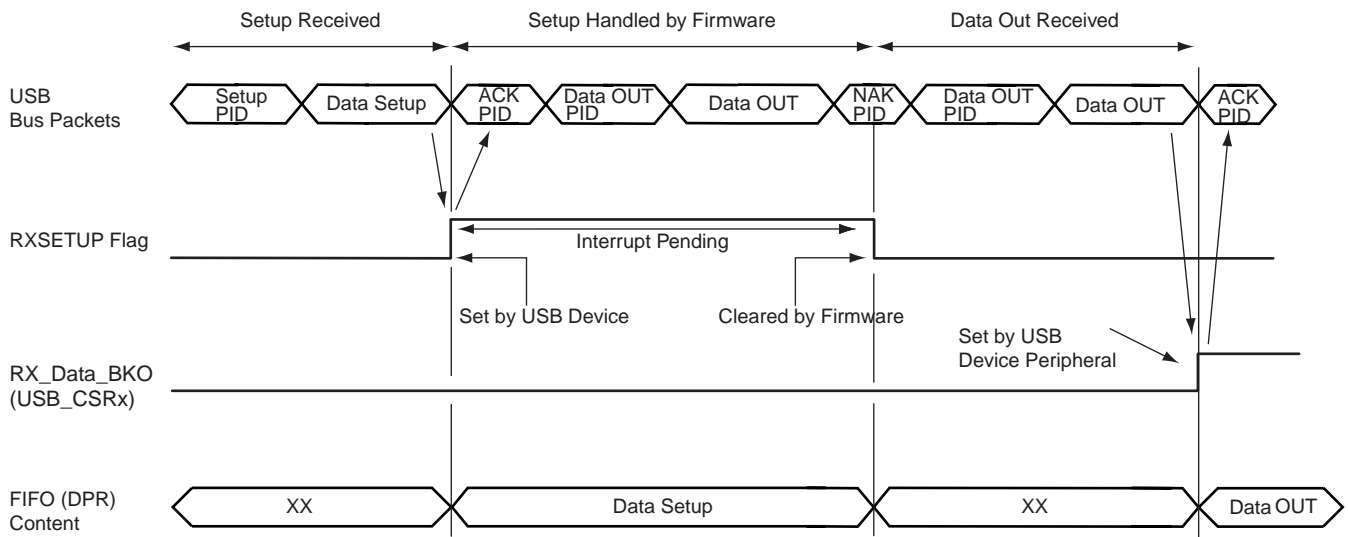 Setup Received
Setup Handled by Firmware
Data Out Received
USB
Bus Packets
Setup
PID
Data Setup
ACK
PID
Data OUT
PID
Data OUT
NAK
PID
Data OUT
PID
Data OUT
ACK
PID
RXSETUP Flag
Interrupt Pending
Set by USB Device
Cleared by Firmware
Set by USB
Device Peripheral
RX_Data_BKO
(USB_CSRx)
FIFO (DPR)
Content
XX
Data Setup
XX
Data OUT